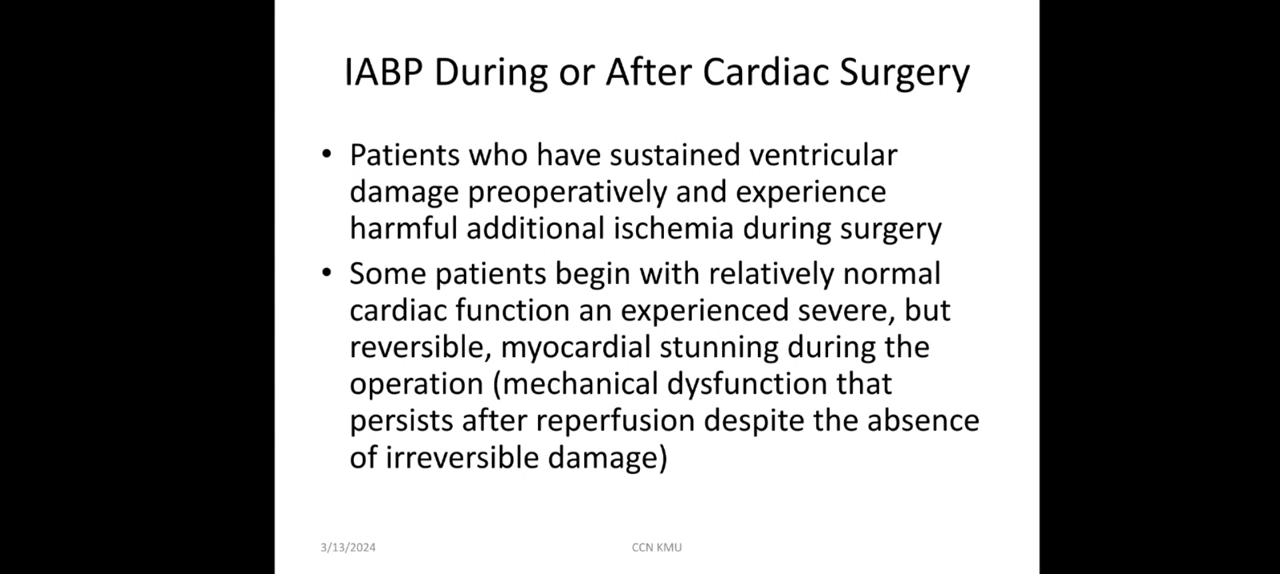 IABP During or After Cardiac Surgery
• Patients who have sustained ventricular
damage preoperatively and experience
harmful additional ischemia during surgery
• Some patients begin with relatively normal
cardiac function an experienced severe, but
reversible, myocardial stunning during the
operation (mechanical dysfunction that
persists after reperfusion despite the absence
of irreversible damage)
3/13/2024
CCN KMU